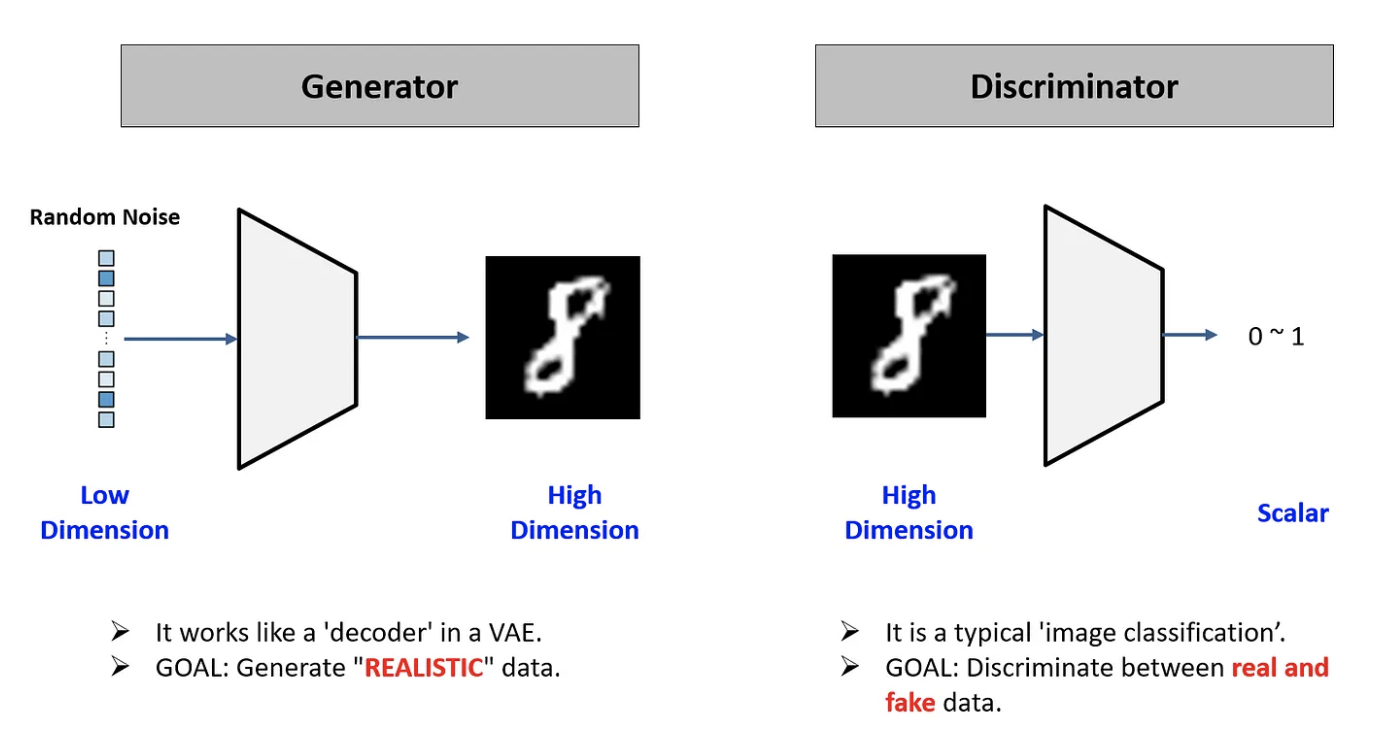 Generator
Discriminator
Random Noise
0 ~ 1
Low
Dimension
High
Dimension
High
Dimension
Scalar
➢ It works like a 'decoder' in a VAE.
➢ GOAL: Generate "REALISTIC" data.
➢ It is a typical 'image classification’.
➢ GOAL: Discriminate between real and
fake data.